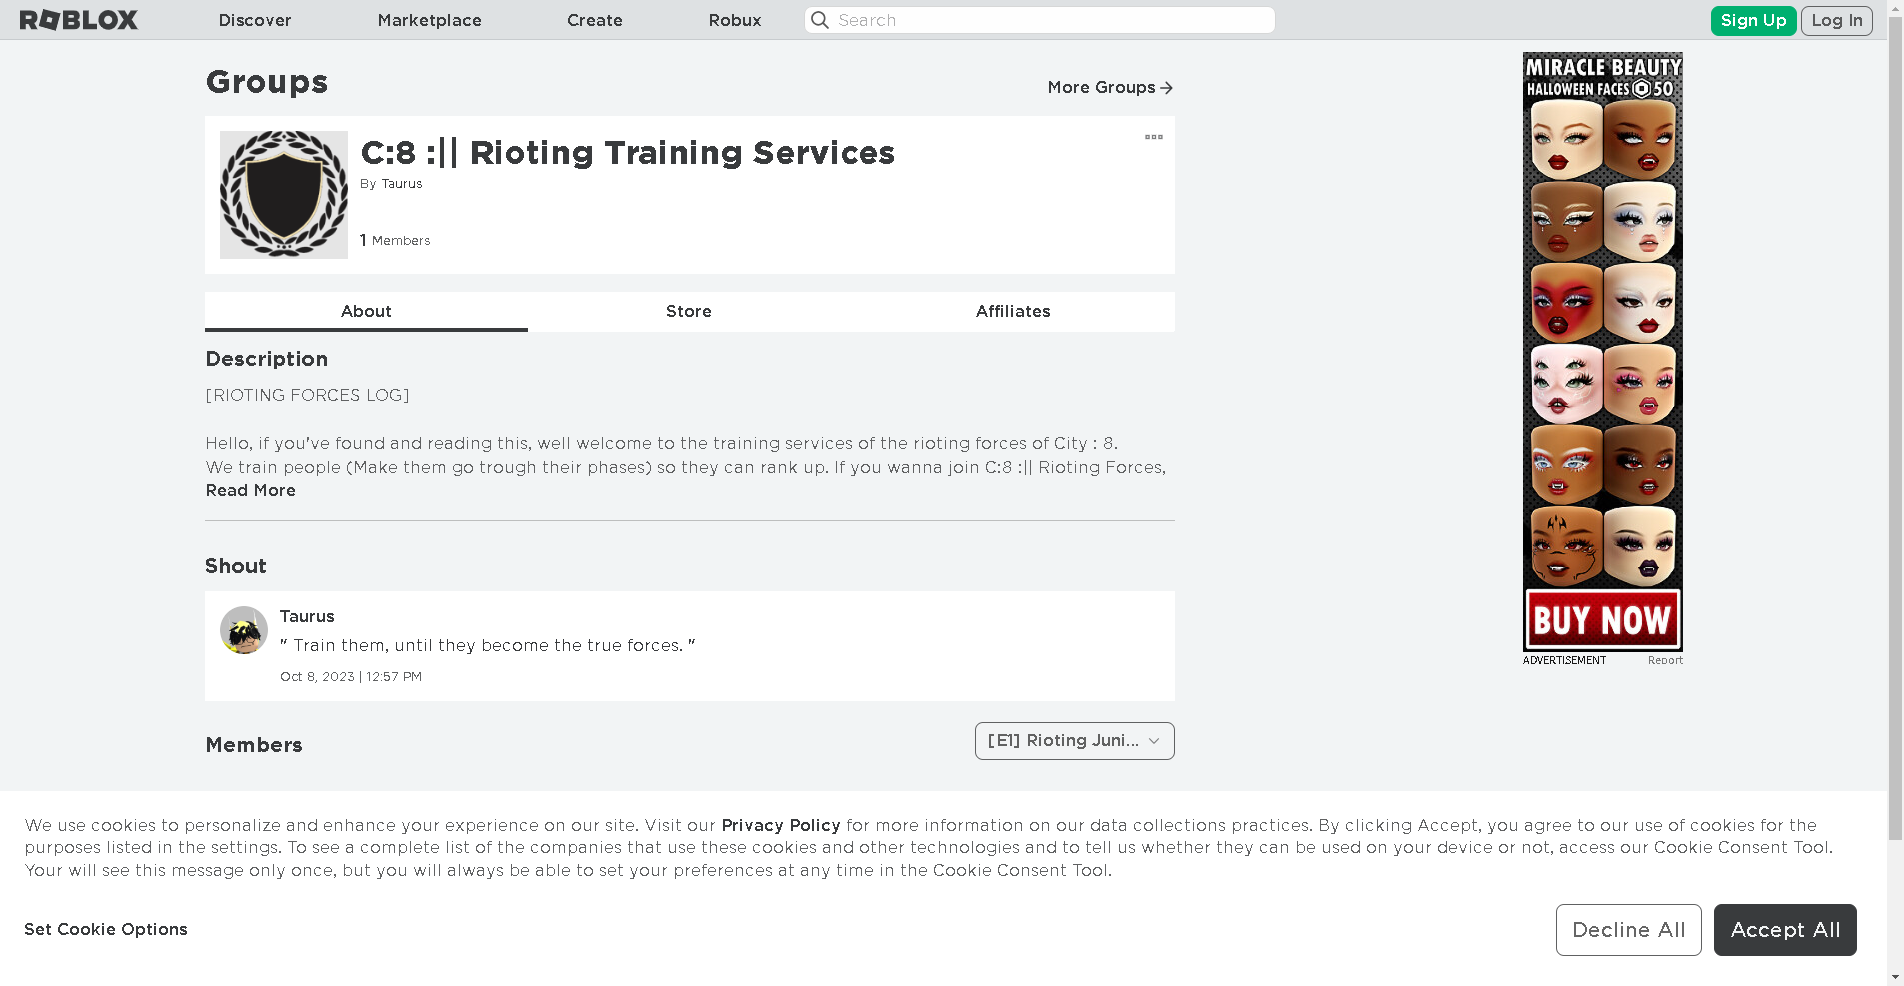 ROBLOX
Discover
Marketplace
Create
Robux
Search
Sign Up
Log In
Groups
More Groups
C:8 :|| Rioting Training Services
By Taurus
1 Members
About
Store
Affiliates
Description
[RIOTING FORCES LOG]
Hello, if you've found and reading this, well welcome to the training services of the rioting forces of City : 8.
We train people (Make them go trough their phases) so they can rank up. If you wanna join C:8 :|| Rioting Forces,
Read More
Shout
Taurus
" Train them, until they become the true forces. "
Oct 8, 2023 | 12:57 PM
Members
[E1] Rioting Juni...
MIRACLE BEAUTY
HALLOWEEN FACES 50
BUY NOW
ADVERTISEMENT
Report
We use cookies to personalize and enhance your experience on our site. Visit our Privacy Policy for more information on our data collections practices. By clicking Accept, you agree to our use of cookies for the
purposes listed in the settings. To see a complete list of the companies that use these cookies and other technologies and to tell us whether they can be used on your device or not, access our Cookie Consent Tool.
Your will see this message only once, but you will always be able to set your preferences at any time in the Cookie Consent Tool.
Set Cookie Options
Decline All
Accept All